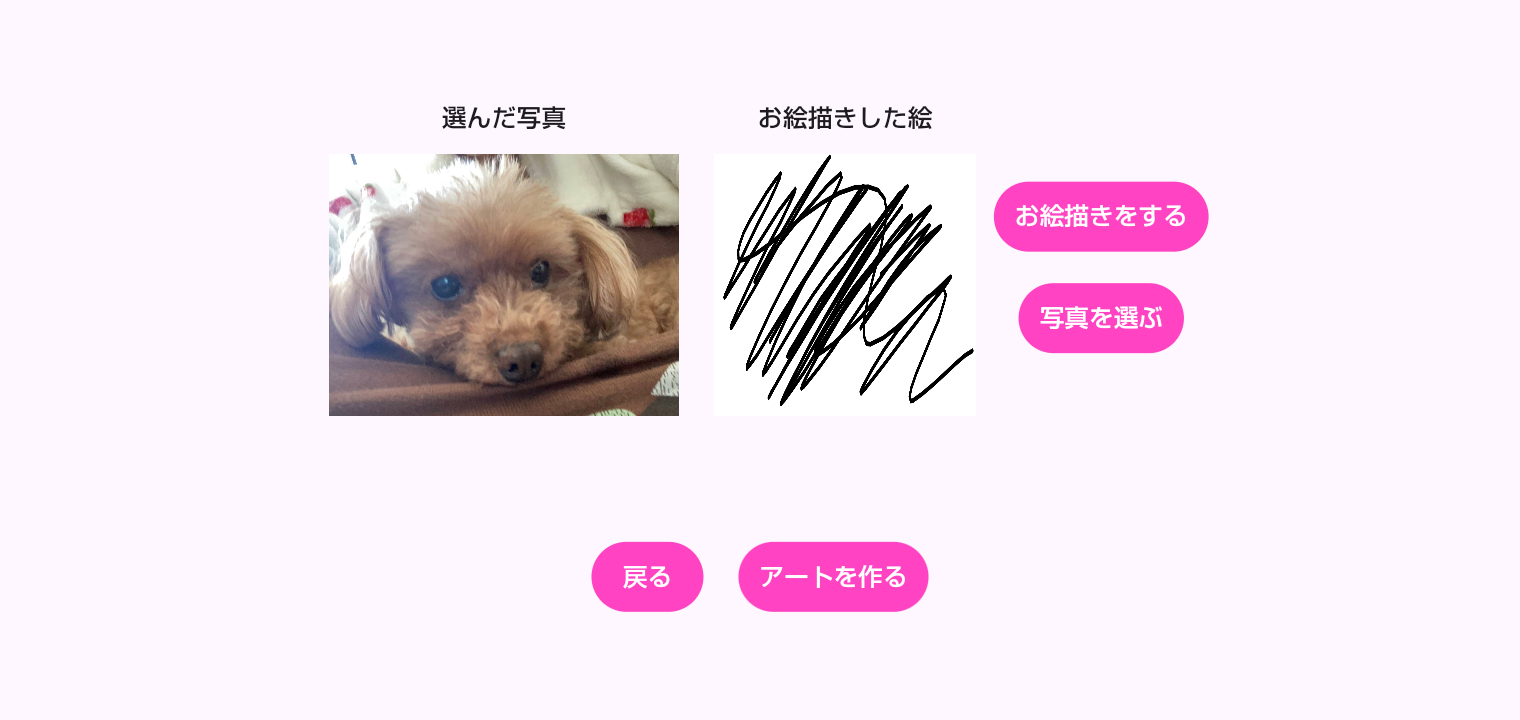 選んだ写真
お絵描きした絵
お絵描きをする
写真を選ぶ
戻る
アートを作る